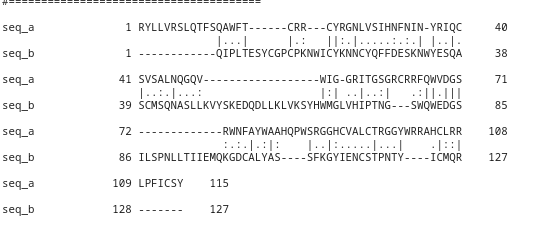 #=======================================
seq_a 1 RYLLVRSLQTFSQAWFT------CRR---CYRGNLVSIHNFNIN-YRIQC 40
|...| |.: ||:.|.....:.:.| |..|.
seq_b 1 ------------QIPLTESYCGPCPKNWICYKNNCYQFFDESKNWYESQA 38
seq_a 41 SVSALNQGQV------------------WIG-GRITGSGRCRRFQWVDGS 71
|..:.|...: |:| ..|..:| .:||.|||
seq_b 39 SCMSQNASLLKVYSKEDQDLLKLVKSYHWMGLVHIPTNG---SWQWEDGS 85
seq_a 72 -------------RWNFAYWAAHQPWSRGGHCVALCTRGGYWRRAHCLRR 108
:.:.|.:|: |..|:.....|...| .|::|
seq_b 86 ILSPNLLTIIEMQKGDCALYAS----SFKGYIENCSTPNTY----ICMQR 127
seq_a 109 LPFICSY 115
seq_b 128 ------- 127